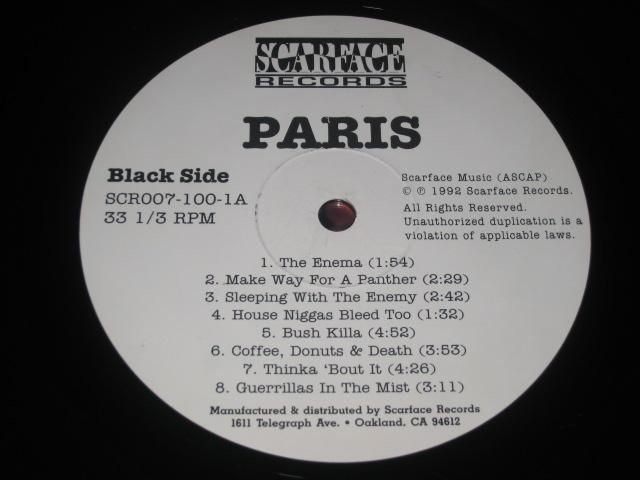 SCARFACE
RECORDS
PARIS
Black Side
SCR007-100-1A
33 1/3 RPM
Scarface Music (ASCAP)
© ℗ 1992 Scarface Records.
All Rights Reserved.
Unauthorized duplication is a
violation of applicable laws.
1. The Enema (1:54)
2. Make Way For A Panther (2:29)
3. Sleeping With The Enemy (2:42)
4. House Niggas Bleed Too (1:32)
5. Bush Killa (4:52)
6. Coffee, Donuts & Death (3:53)
7. Thinka 'Bout It (4:26)
8. Guerrillas In The Mist (3:11)
Manufactured & distributed by Scarface Records
1611 Telegraph Ave. • Oakland, CA 94612